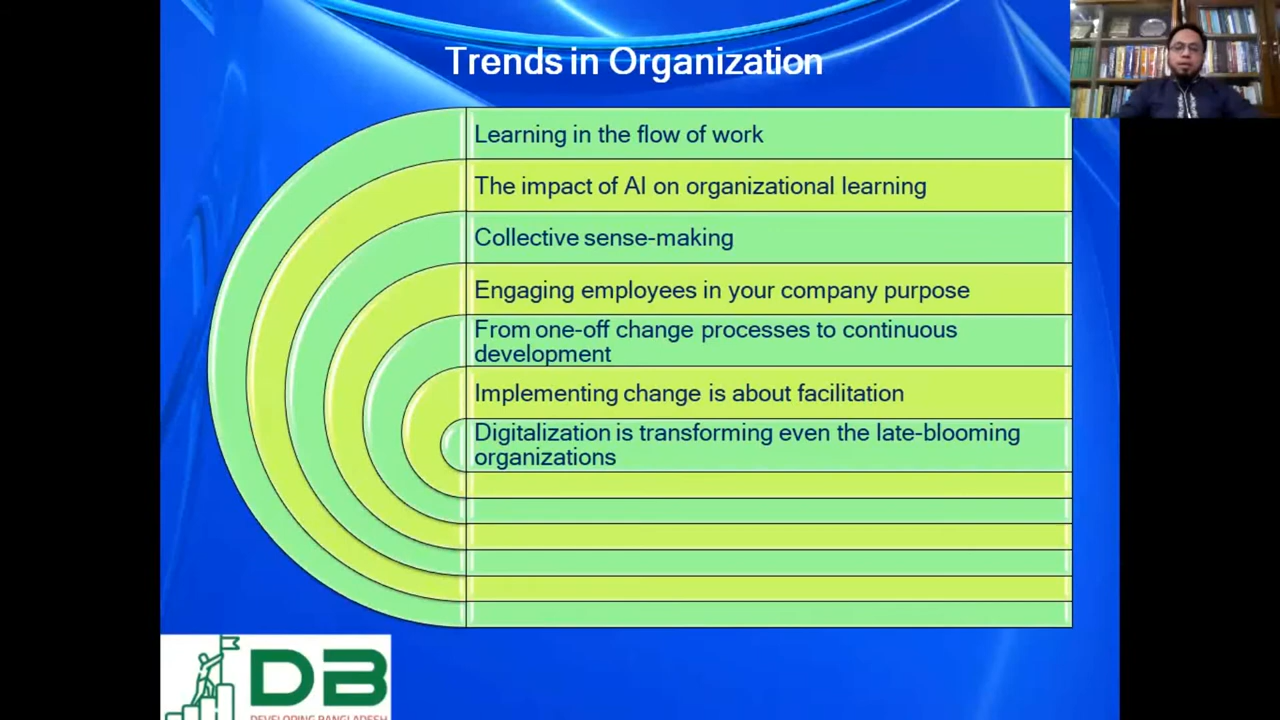 Trends in Organization
Learning in the flow of work
The impact of AI on organizational learning
Collective sense-making
Engaging employees in your company purpose
From one-off change processes to continuous
development
Implementing change is about facilitation
Digitalization is transforming even the late-blooming
organizations
DB
DEVELOPING BANGLADESH